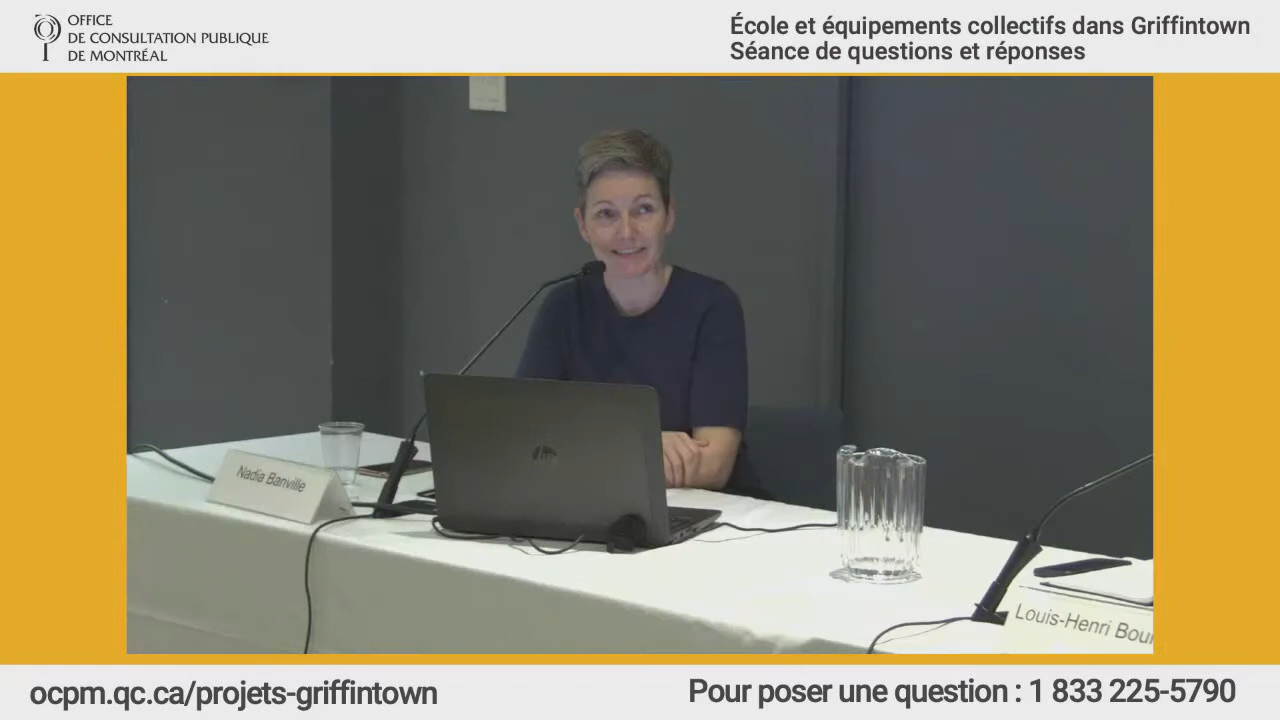 OFFICE
DE CONSULTATION PUBLIQUE
DE MONTRÉAL
École et équipements collectifs dans Griffintown
Séance de questions et réponses
hp
Nadia Banville
Louis-Henri
ocpm.qc.ca/projets-griffintown
Pour poser une question : 1 833 225-5790